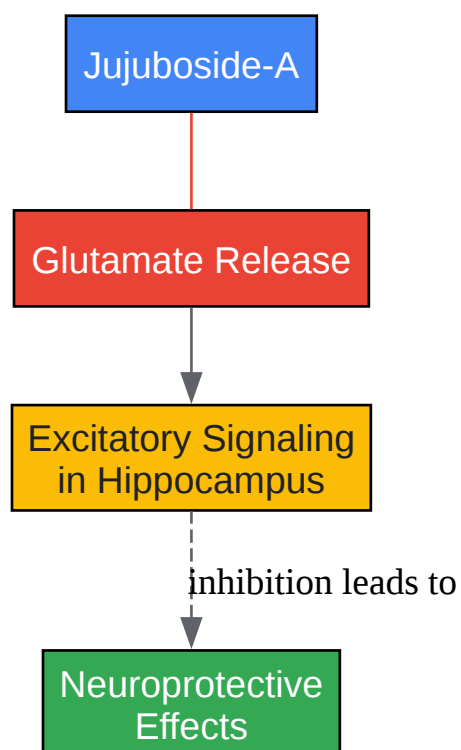 Jujuboside-A
Glutamate Release
Excitatory Signaling
in Hippocampus
inhibition leads to
Neuroprotective
Effects